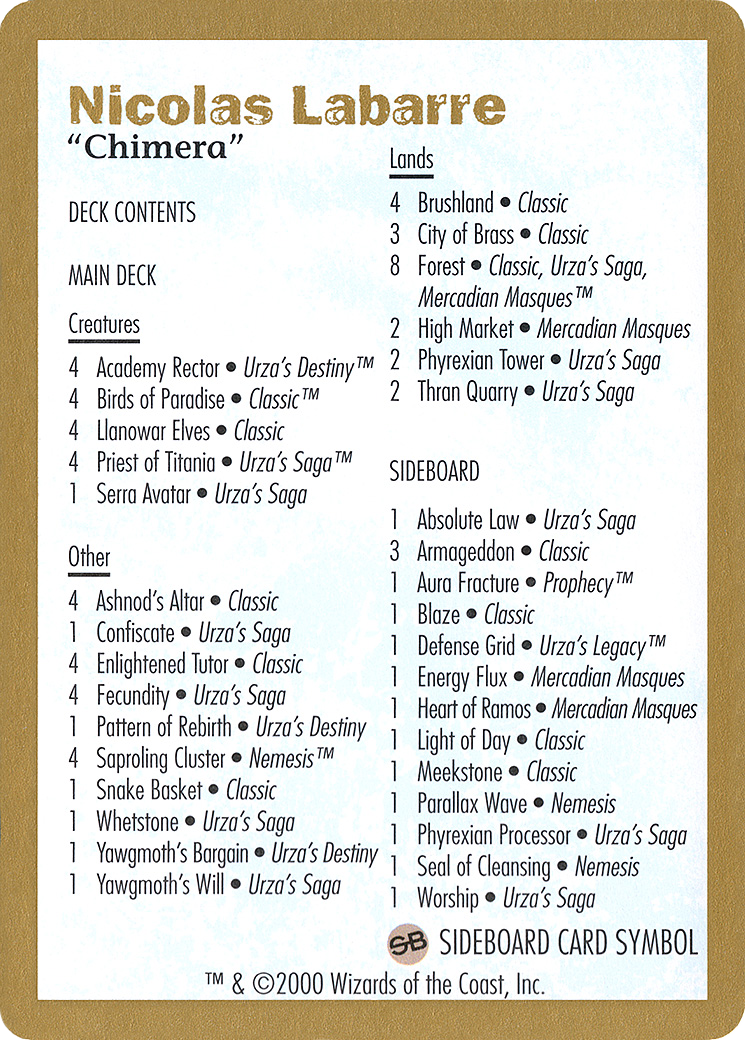 Nicolas Labarre
“Chimera”
DECK CONTENTS
MAIN DECK
Creatures
4 Academy Rector • Urza's Destiny™
4 Birds of Paradise • Classic™
4 Llanowar Elves • Classic
4 Priest of Titania • Urza's Saga™
1 Serra Avatar • Urza's Saga
Other
4 Ashnod's Altar • Classic
1 Confiscate • Urza's Saga
4 Enlightened Tutor • Classic
4 Fecundity • Urza's Saga
1 Pattern of Rebirth • Urza's Destiny
4 Saproling Cluster • Nemesis™
1 Snake Basket • Classic
1 Whetstone • Urza's Saga
1 Yawgmoth's Bargain • Urza's Destiny
1 Yawgmoth's Will • Urza's Saga
Lands
4 Brushland • Classic
3 City of Brass • Classic
8 Forest • Classic, Urza's Saga,
Mercadian Masques™
2 High Market • Mercadian Masques
2 Phyrexian Tower • Urza's Saga
2 Thran Quarry • Urza's Saga
SIDEBOARD
1 Absolute Law • Urza's Saga
3 Armageddon • Classic
1 Aura Fracture • Prophecy™
1 Blaze • Classic
1 Defense Grid • Urza's Legacy™
1 Energy Flux • Mercadian Masques
1 Heart of Ramos • Mercadian Masques
1 Light of Day • Classic
1 Meekstone • Classic
1 Parallax Wave • Nemesis
1 Phyrexian Processor • Urza's Saga
1 Seal of Cleansing • Nemesis
1 Worship • Urza's Saga
SB SIDEBOARD CARD SYMBOL
™ & ©2000 Wizards of the Coast, Inc.